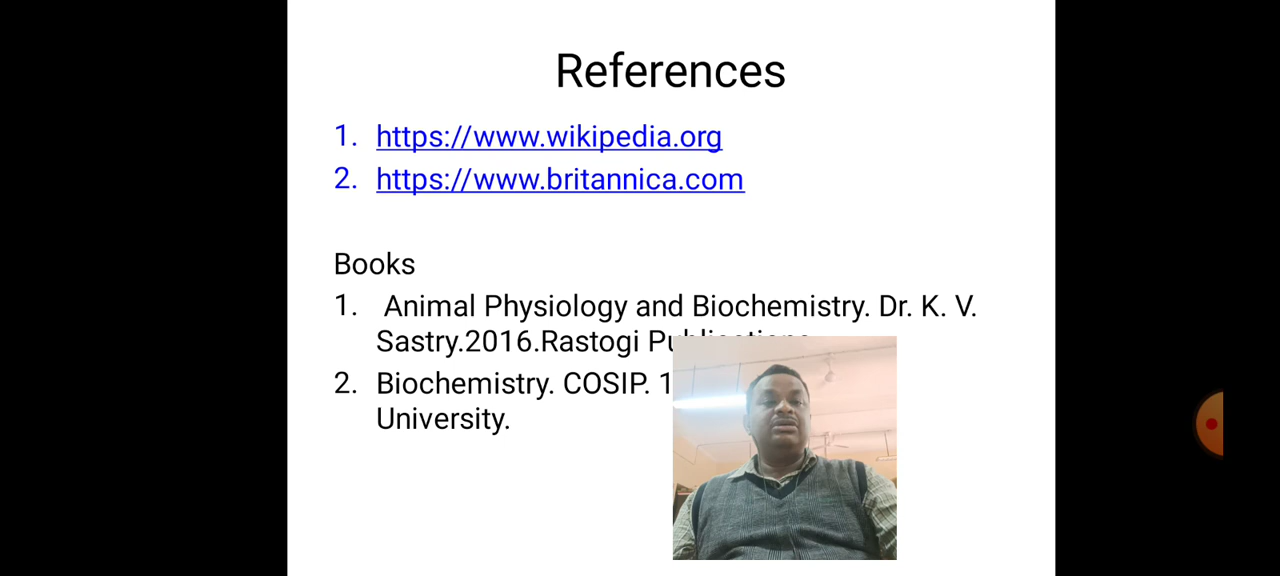 References
1. https://www.wikipedia.org
2. https://www.britannica.com
Books
1. Animal Physiology and Biochemistry. Dr. K. V.
Sastry.2016.Rastogi
2. Biochemistry. COSIP.
University.